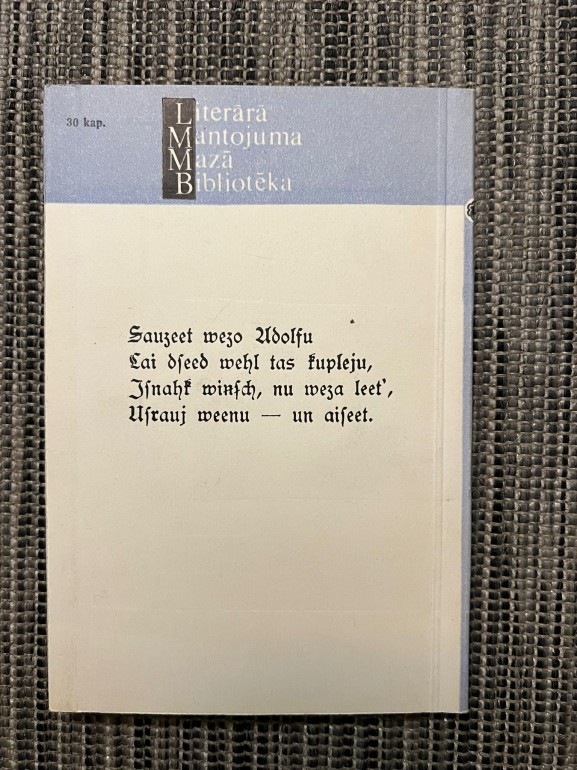 30 kap.
Literārā
Mantojuma
Mazā
Bibliotēka
Sauzeet wezo Adolfu
Lai dſeed wehl tas kupleju,
Iſnahk winſch, nu weza leet',
Uſrauj weenu — un aiſeet.